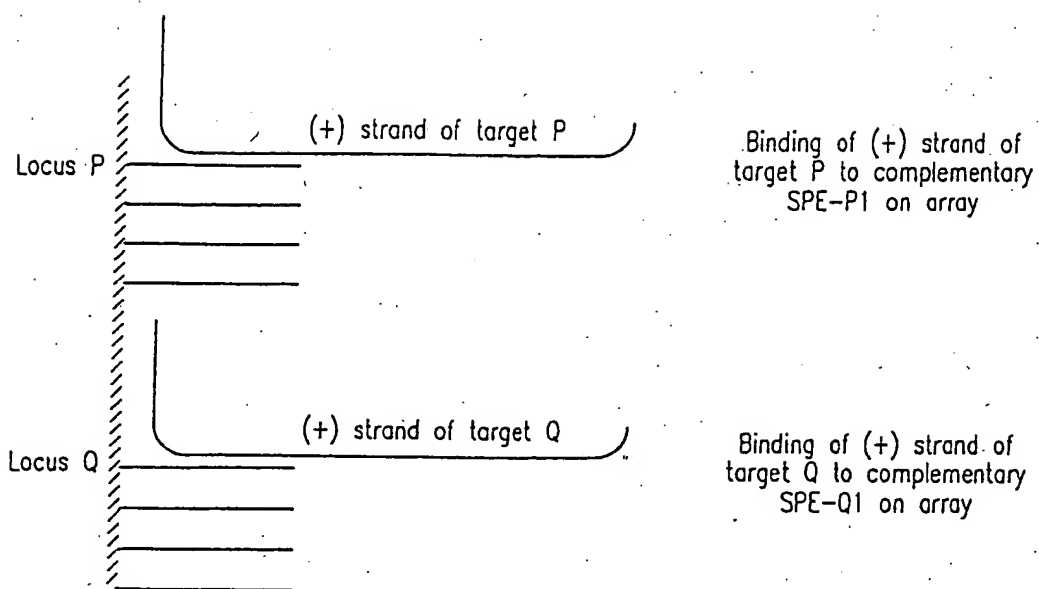 (+) strand of target P
Locus P
Binding of (+) strand of
target P to complementary
SPE-P1 on array
(+) strand of target Q
Locus Q
Binding of (+) strand of
target Q to complementary
SPE-Q1 on array